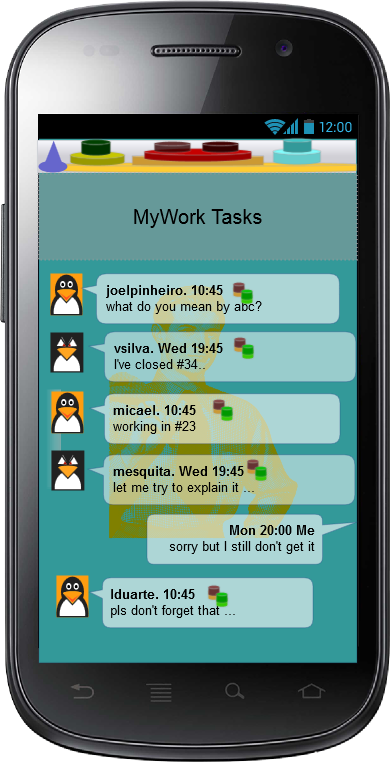 12:00
MyWork Tasks
joelpinheiro. 10:45
what do you mean by abc?
vsilva. Wed 19:45
I've closed #34..
micael. 10:45
working in #23
mesquita. Wed 19:45
let me try to explain it ...
Mon 20:00 Me
sorry but I still don't get it
lduarte. 10:45
pls don't forget that ...